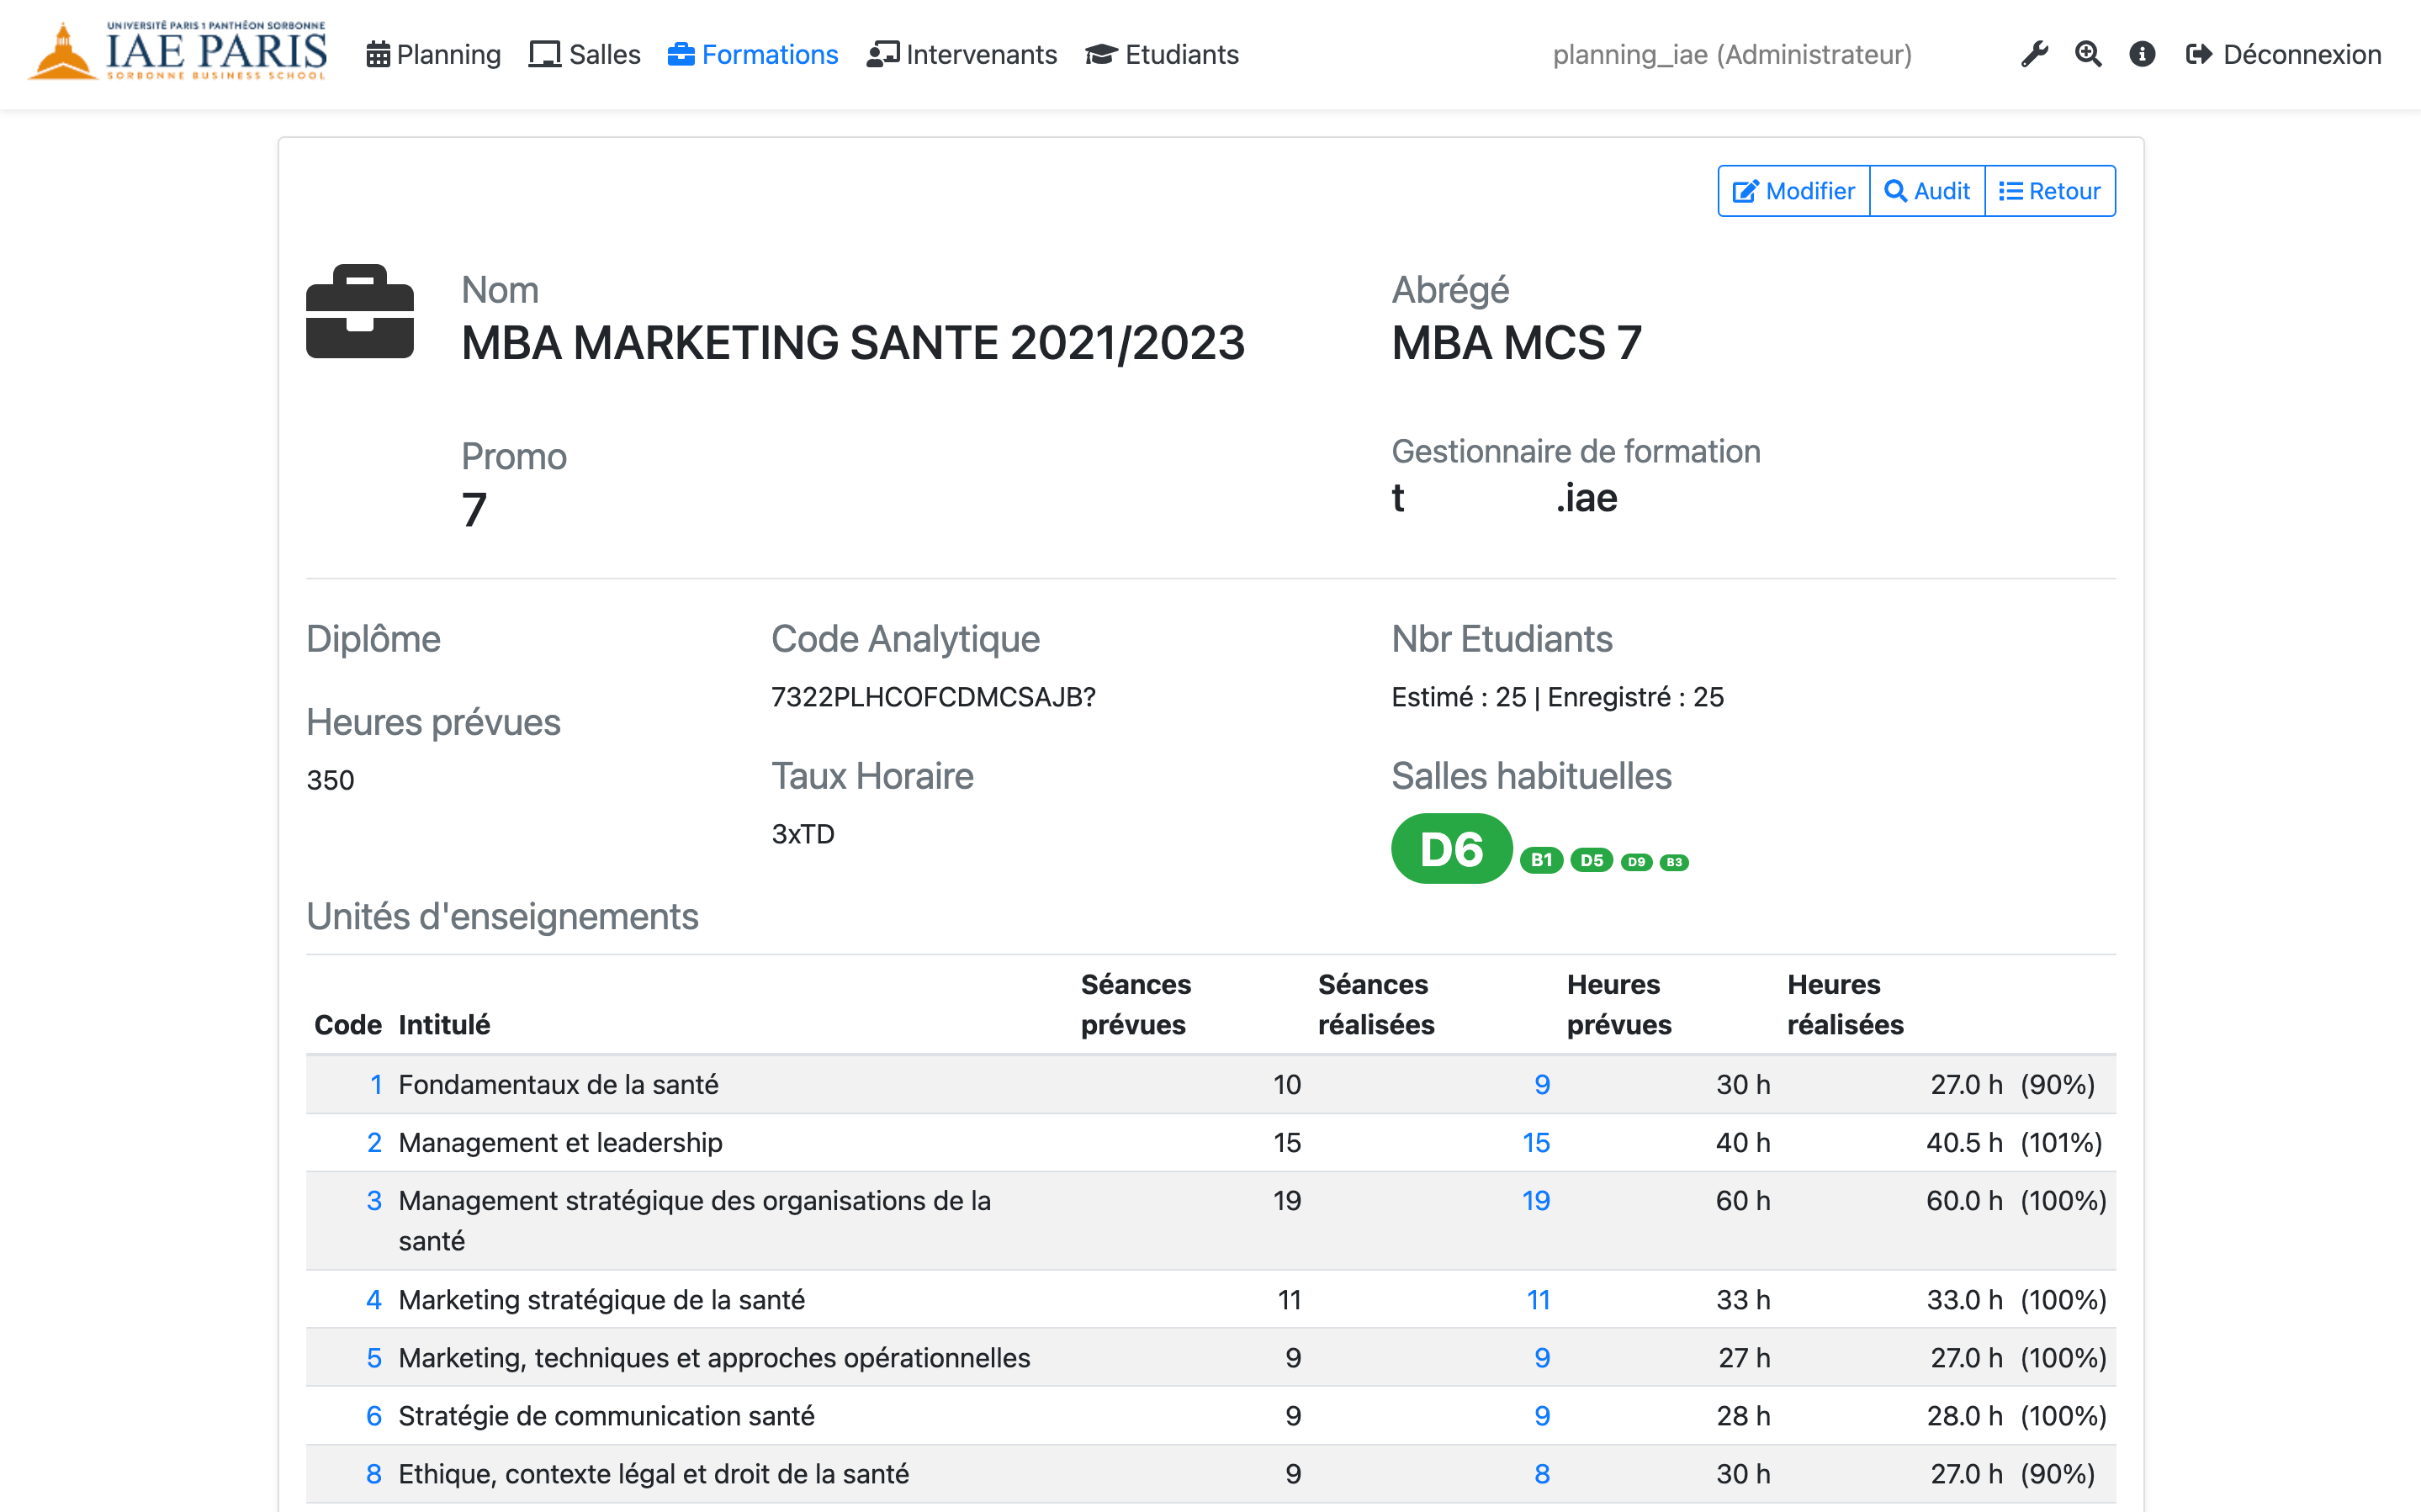 UNIVERSITÉ PARIS 1 PANTHÉON SORBONNE
IAE PARIS
SORBONNE BUSINESS SCHOOL
Planning Salles Formations Intervenants Etudiants planning_iae (Administrateur) Déconnexion
Modifier Audit Retour
Nom Abrégé
MBA MARKETING SANTE 2021/2023 MBA MCS 7
Promo Gestionnaire de formation
7 t .iae
Diplôme Code Analytique Nbr Etudiants
7322PLHCOFCDMCSAJB? Estimé : 25 | Enregistré : 25
Heures prévues
350
Taux Horaire Salles habituelles
3xTD D6 B1 D5 D9 B3
Unités d'enseignements
Code Intitulé Séances prévues Séances réalisées Heures prévues Heures réalisées
1 Fondamentaux de la santé 10 9 30 h 27.0 h (90%)
2 Management et leadership 15 15 40 h 40.5 h (101%)
3 Management stratégique des organisations de la santé 19 19 60 h 60.0 h (100%)
4 Marketing stratégique de la santé 11 11 33 h 33.0 h (100%)
5 Marketing, techniques et approches opérationnelles 9 9 27 h 27.0 h (100%)
6 Stratégie de communication santé 9 9 28 h 28.0 h (100%)
8 Ethique, contexte légal et droit de la santé 9 8 30 h 27.0 h (90%)